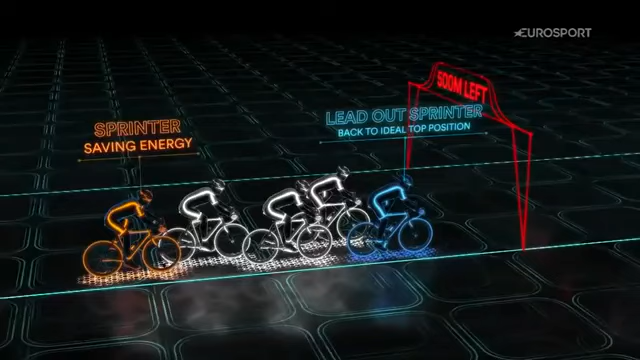 EUROSPORT
500M LEFT
LEAD OUT SPRINTER
BACK TO IDEAL TOP POSITION
SPRINTER
SAVING ENERGY